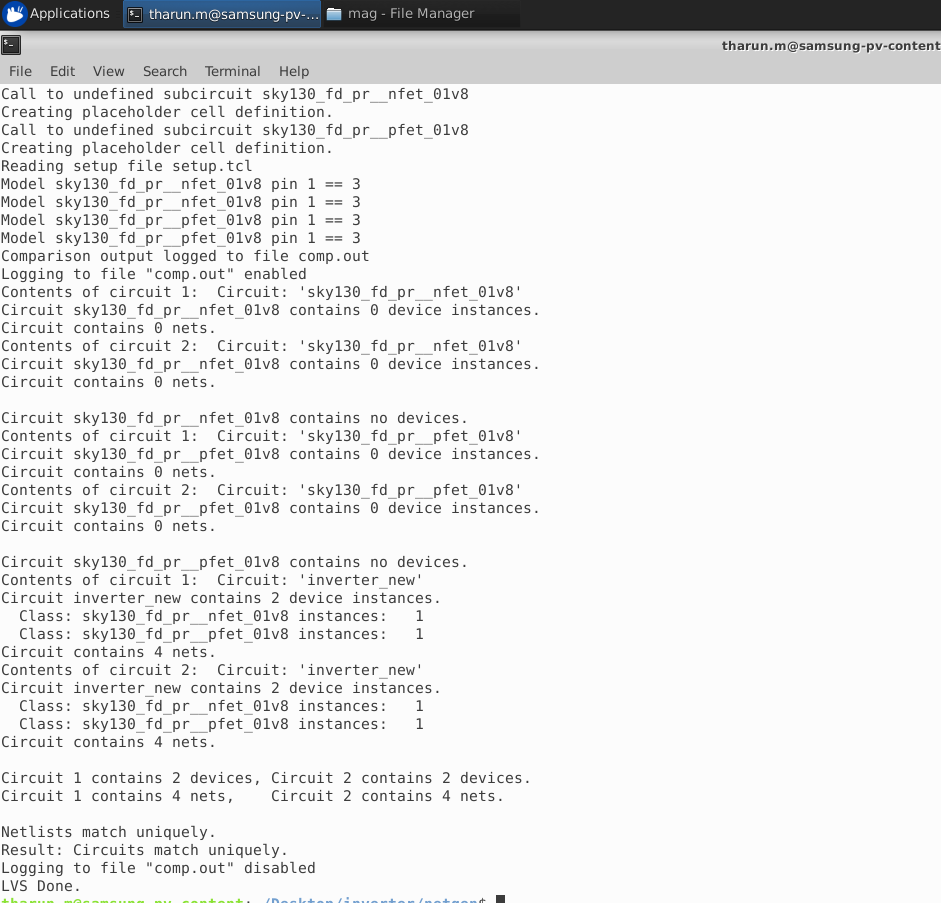 Applications
tharun.m@samsung-pv-...
mag - File Manager
tharun.m@samsung-pv-content
File Edit View Search Terminal Help
Call to undefined subcircuit sky130_fd_pr__nfet_01v8
Creating placeholder cell definition.
Call to undefined subcircuit sky130_fd_pr__pfet_01v8
Creating placeholder cell definition.
Reading setup file setup.tcl
Model sky130_fd_pr__nfet_01v8 pin 1 == 3
Model sky130_fd_pr__nfet_01v8 pin 1 == 3
Model sky130_fd_pr__pfet_01v8 pin 1 == 3
Model sky130_fd_pr__pfet_01v8 pin 1 == 3
Comparison output logged to file comp.out
Logging to file "comp.out" enabled
Contents of circuit 1:  Circuit: 'sky130_fd_pr__nfet_01v8'
Circuit sky130_fd_pr__nfet_01v8 contains 0 device instances.
Circuit contains 0 nets.
Contents of circuit 2:  Circuit: 'sky130_fd_pr__nfet_01v8'
Circuit sky130_fd_pr__nfet_01v8 contains 0 device instances.
Circuit contains 0 nets.
Circuit sky130_fd_pr__nfet_01v8 contains no devices.
Contents of circuit 1:  Circuit: 'sky130_fd_pr__pfet_01v8'
Circuit sky130_fd_pr__pfet_01v8 contains 0 device instances.
Circuit contains 0 nets.
Contents of circuit 2:  Circuit: 'sky130_fd_pr__pfet_01v8'
Circuit sky130_fd_pr__pfet_01v8 contains 0 device instances.
Circuit contains 0 nets.
Circuit sky130_fd_pr__pfet_01v8 contains no devices.
Contents of circuit 1:  Circuit: 'inverter_new'
Circuit inverter_new contains 2 device instances.
  Class: sky130_fd_pr__nfet_01v8 instances:   1
  Class: sky130_fd_pr__pfet_01v8 instances:   1
Circuit contains 4 nets.
Contents of circuit 2:  Circuit: 'inverter_new'
Circuit inverter_new contains 2 device instances.
  Class: sky130_fd_pr__nfet_01v8 instances:   1
  Class: sky130_fd_pr__pfet_01v8 instances:   1
Circuit contains 4 nets.
Circuit 1 contains 2 devices, Circuit 2 contains 2 devices.
Circuit 1 contains 4 nets,    Circuit 2 contains 4 nets.
Netlists match uniquely.
Result: Circuits match uniquely.
Logging to file "comp.out" disabled
LVS Done.
tharun.m@samsung-pv-content:~/Desktop/inverter/netgen$